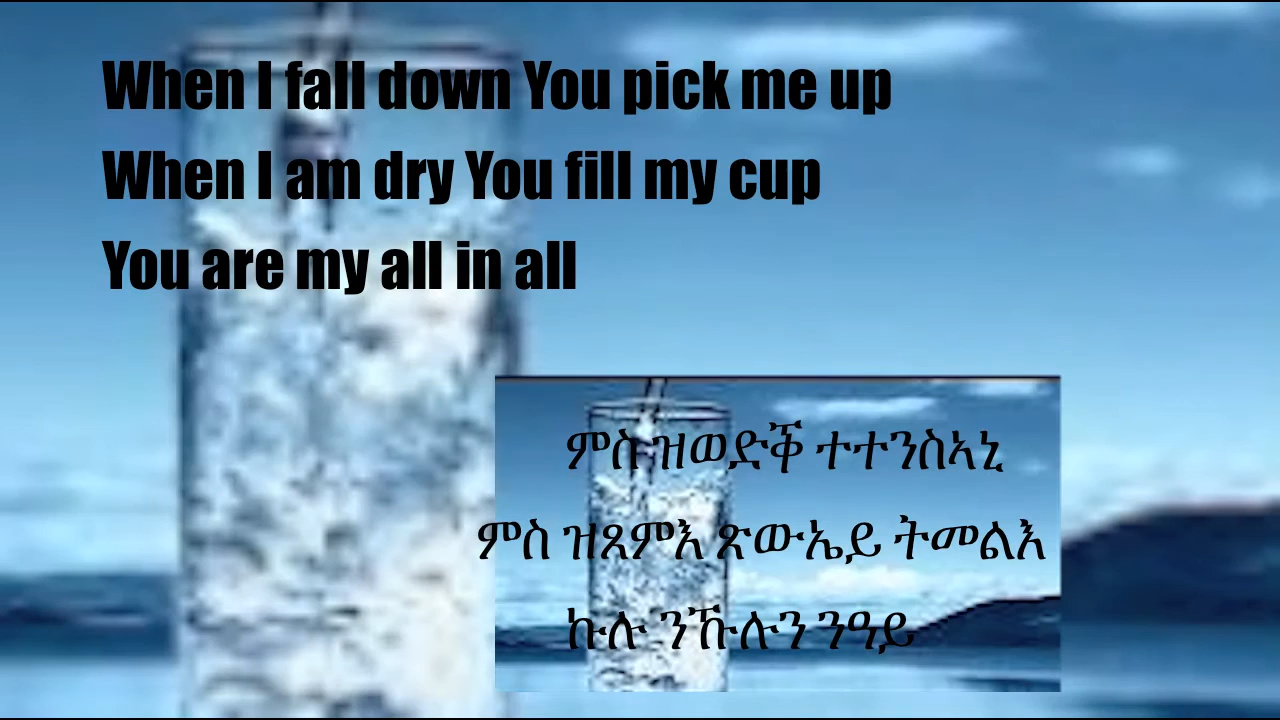 When I fall down You pick me up
When I am dry You fill my cup
You are my all in all
ምስ ዝወድቕ ተተንስኣኒ
ምስ ዝጸምእ ጽውኤይ ትመልእ
ኩሉ ንኹሉን ንዓይ